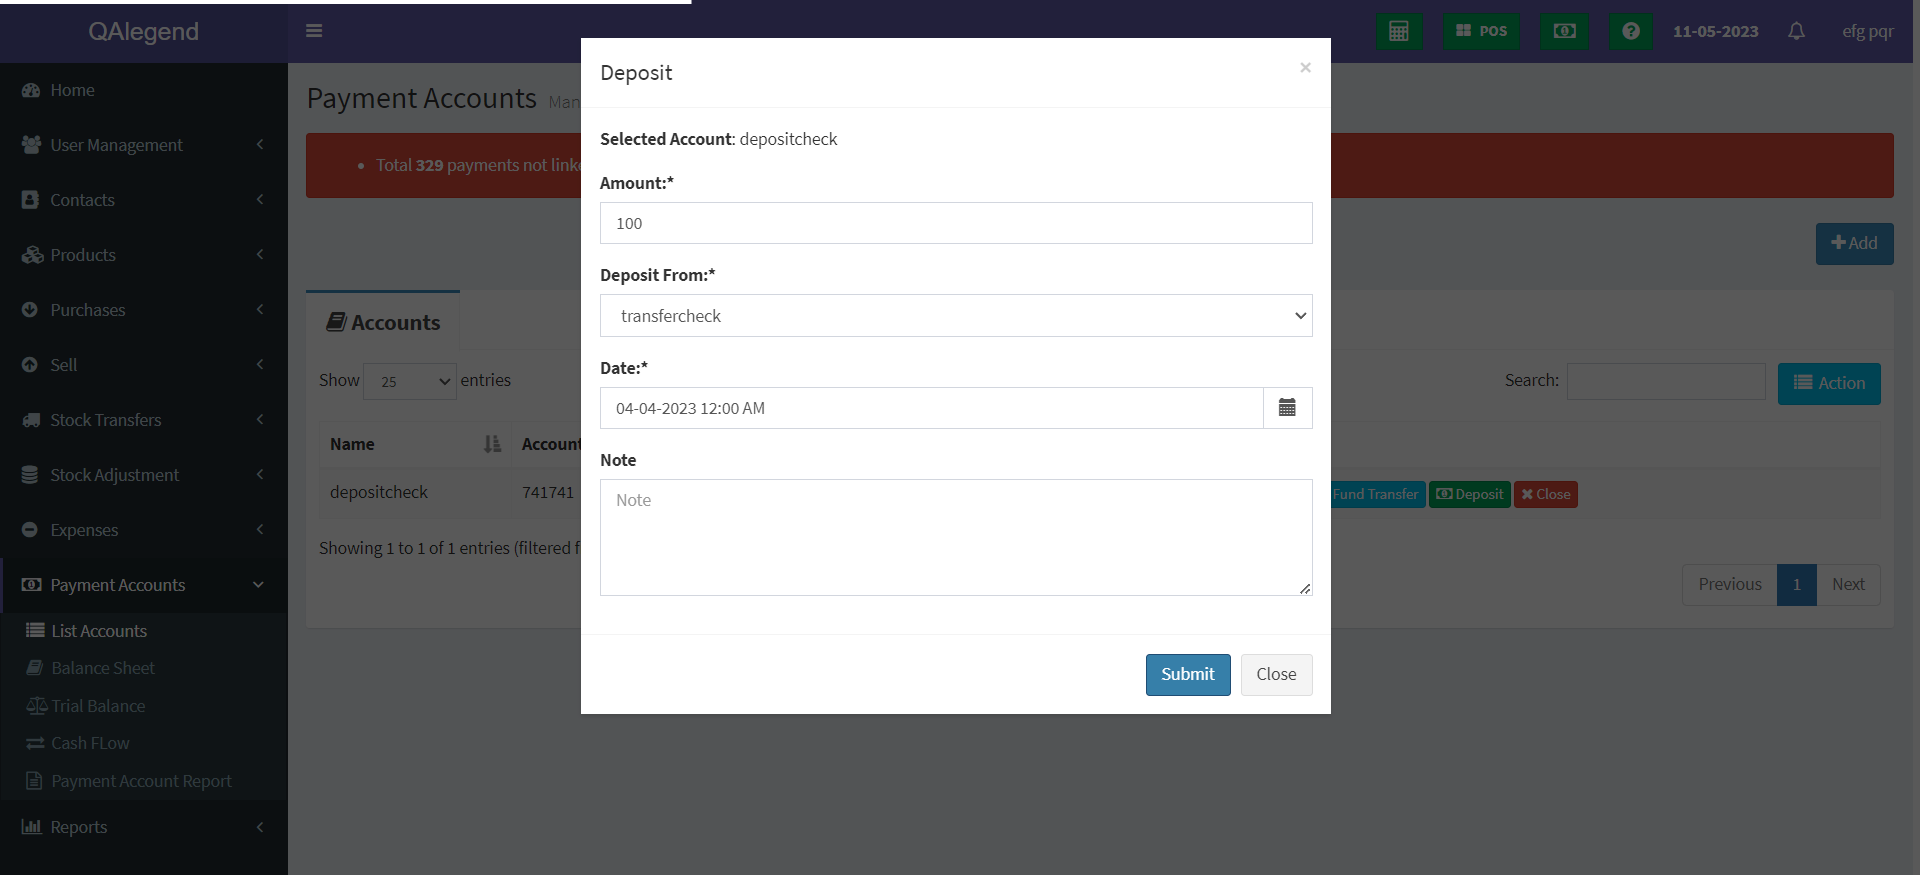 QAlegend
POS
11-05-2023
efg pqr
Home
User Management
Contacts
Products
Purchases
Sell
Stock Transfers
Stock Adjustment
Expenses
Payment Accounts
List Accounts
Balance Sheet
Trial Balance
Cash FLow
Payment Account Report
Reports
Payment Accounts Man
Total 329 payments not link
Add
Accounts
Show 25 entries
Search:
Action
Name
Account
depositcheck
741741
Fund Transfer
Deposit
Close
Showing 1 to 1 of 1 entries (filtered f
Previous
1
Next
Deposit
×
Selected Account: depositcheck
Amount:*
100
Deposit From:*
transfercheck
Date:*
04-04-2023 12:00 AM
Note
Note
Submit
Close